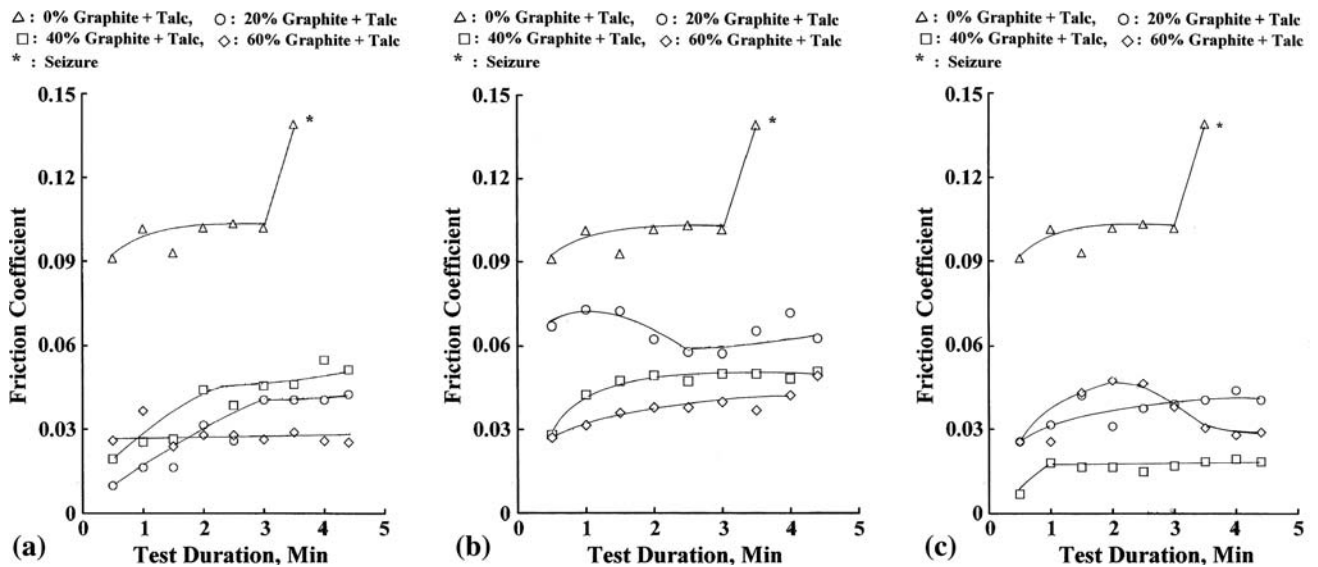 △ : 0% Graphite + Talc, ○ : 20% Graphite + Talc
□ : 40% Graphite + Talc, ◇ : 60% Graphite + Talc
* : Seizure
0.15
0.12
0.09
0.06
0.03
0
Friction Coefficient
*
0 1 2 3 4 5
Test Duration, Min
(a)
△ : 0% Graphite + Talc, ○ : 20% Graphite + Talc
□ : 40% Graphite + Talc, ◇ : 60% Graphite + Talc
* : Seizure
0.15
0.12
0.09
0.06
0.03
0
Friction Coefficient
*
0 1 2 3 4 5
Test Duration, Min
(b)
△ : 0% Graphite + Talc, ○ : 20% Graphite + Talc
□ : 40% Graphite + Talc, ◇ : 60% Graphite + Talc
* : Seizure
0.15
0.12
0.09
0.06
0.03
0
Friction Coefficient
*
0 1 2 3 4 5
Test Duration, Min
(c)